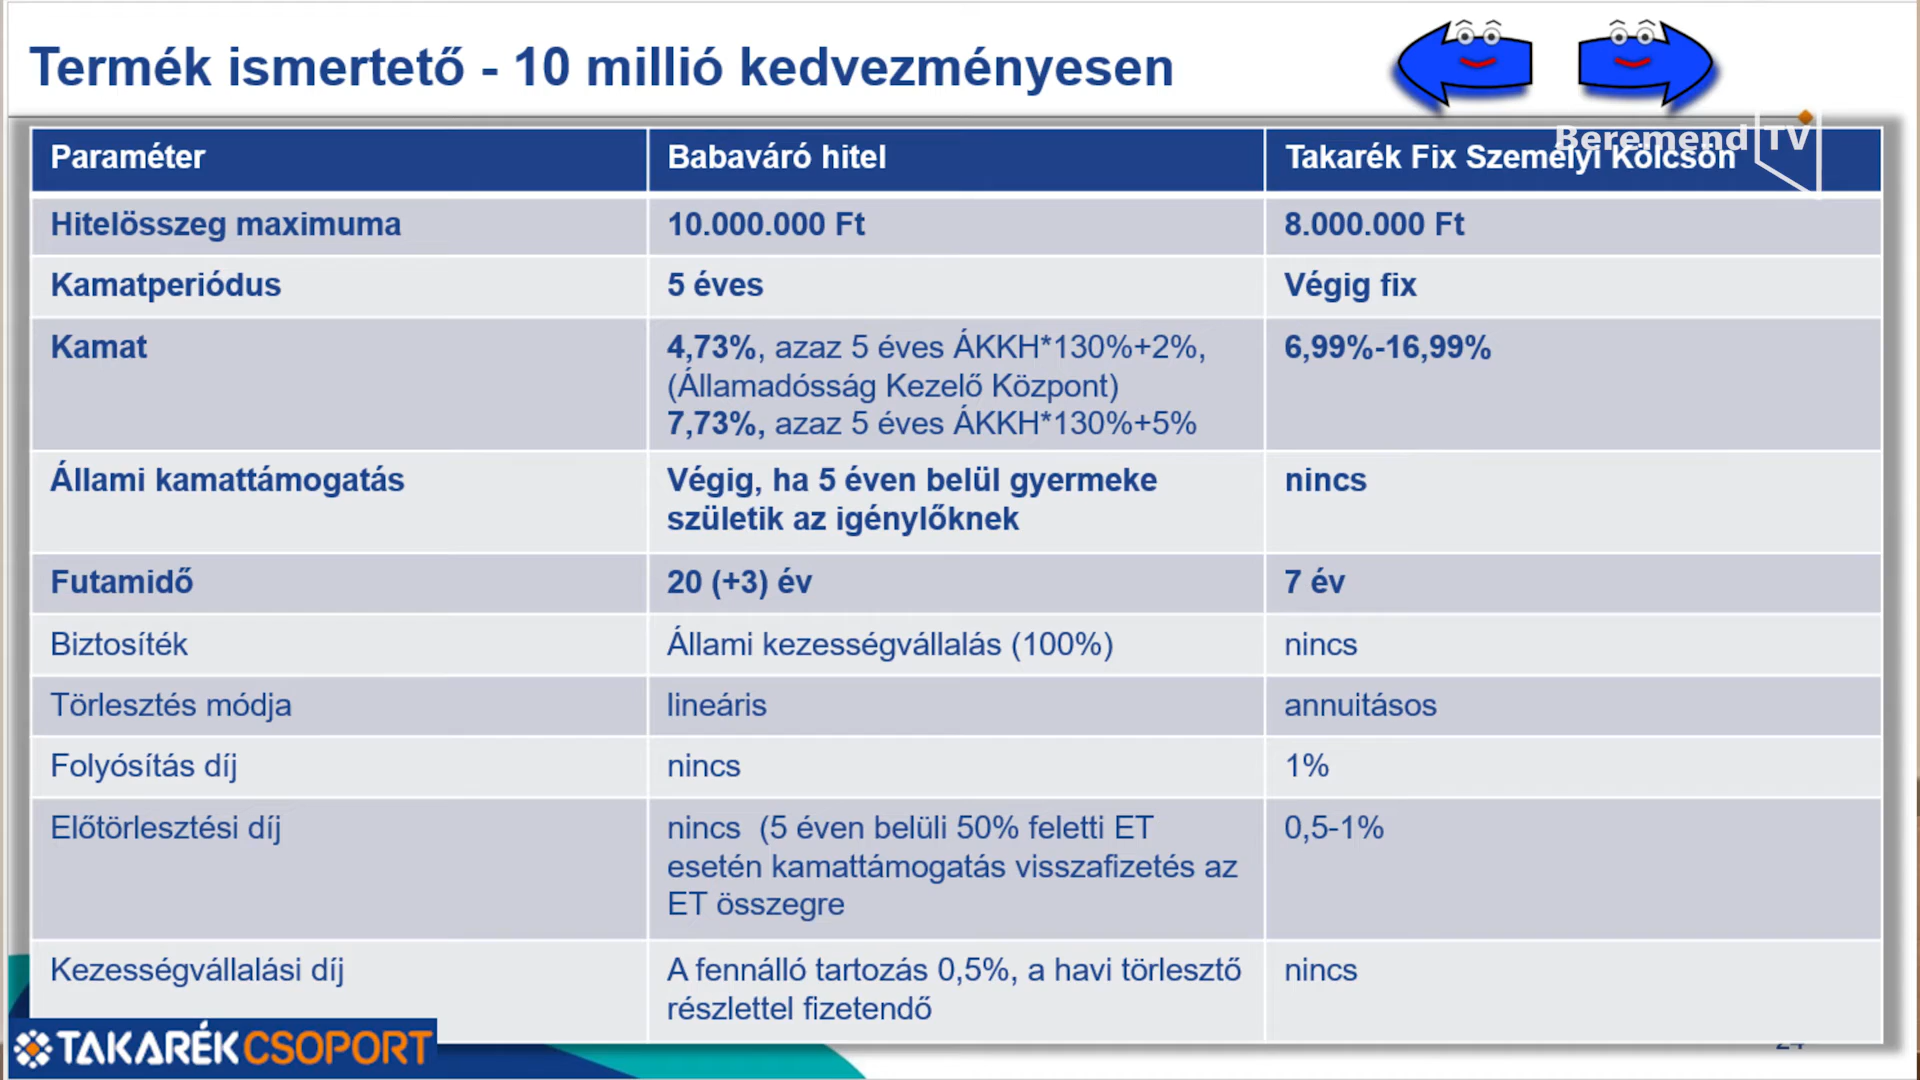 Termék ismertető - 10 millió kedvezményesen
Beremend TV
Paraméter
Babaváró hitel
Takarék Fix Személyi Kölcsön
Hitelösszeg maximuma
10.000.000 Ft
8.000.000 Ft
Kamatperiódus
5 éves
Végig fix
Kamat
4,73%, azaz 5 éves ÁKKH*130%+2%,
(Államadósság Kezelő Központ)
7,73%, azaz 5 éves ÁKKH*130%+5%
6,99%-16,99%
Állami kamattámogatás
Végig, ha 5 éven belül gyermeke
születik az igénylőknek
nincs
Futamidő
20 (+3) év
7 év
Biztosíték
Állami kezességvállalás (100%)
nincs
Törlesztés módja
lineáris
annuitásos
Folyósítás díj
nincs
1%
Előtörlesztési díj
nincs  (5 éven belüli 50% feletti ET
esetén kamattámogatás visszafizetés az
ET összegre
0,5-1%
Kezességvállalási díj
A fennálló tartozás 0,5%, a havi törlesztő
részlettel fizetendő
nincs
TAKARÉKCSOPORT